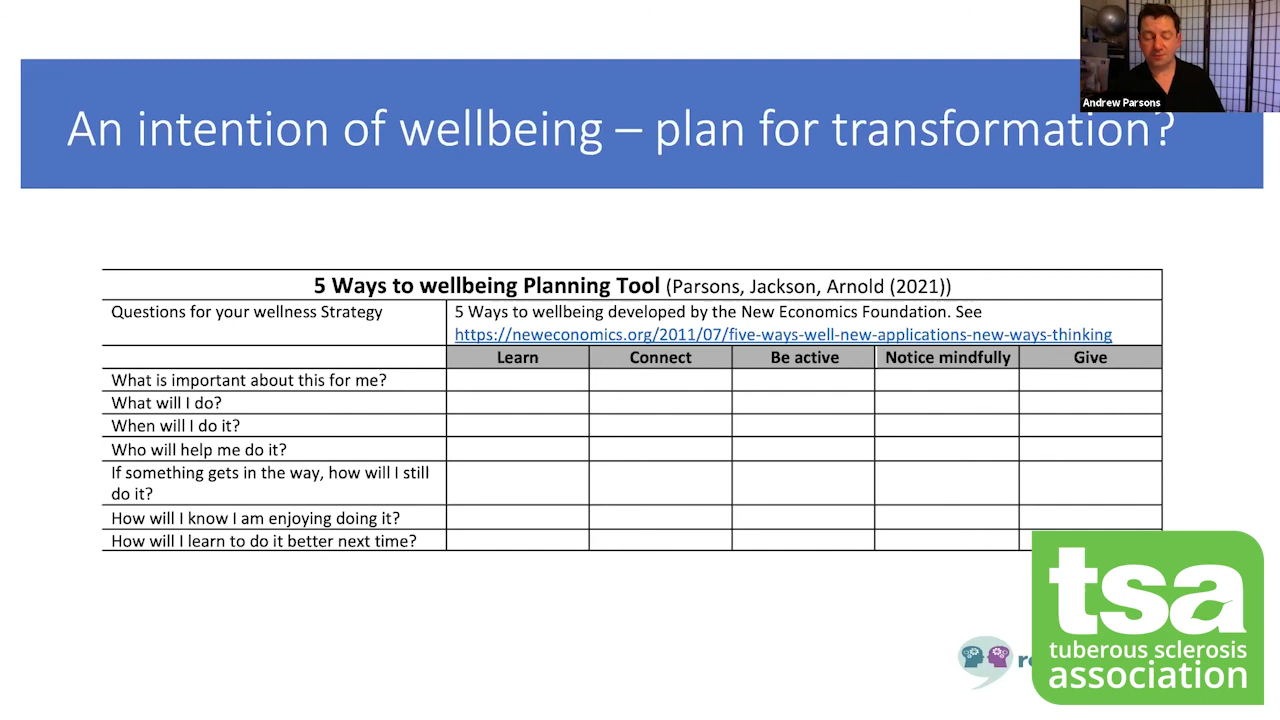 Andrew Parsons
An intention of wellbeing – plan for transformation?
5 Ways to wellbeing Planning Tool (Parsons, Jackson, Arnold (2021))
Questions for your wellness Strategy
5 Ways to wellbeing developed by the New Economics Foundation. See
https://neweconomics.org/2011/07/five-ways-well-new-applications-new-ways-thinking
Learn Connect Be active Notice mindfully Give
What is important about this for me?
What will I do?
When will I do it?
Who will help me do it?
If something gets in the way, how will I still
do it?
How will I know I am enjoying doing it?
How will I learn to do it better next time?
tsa
tuberous sclerosis
association